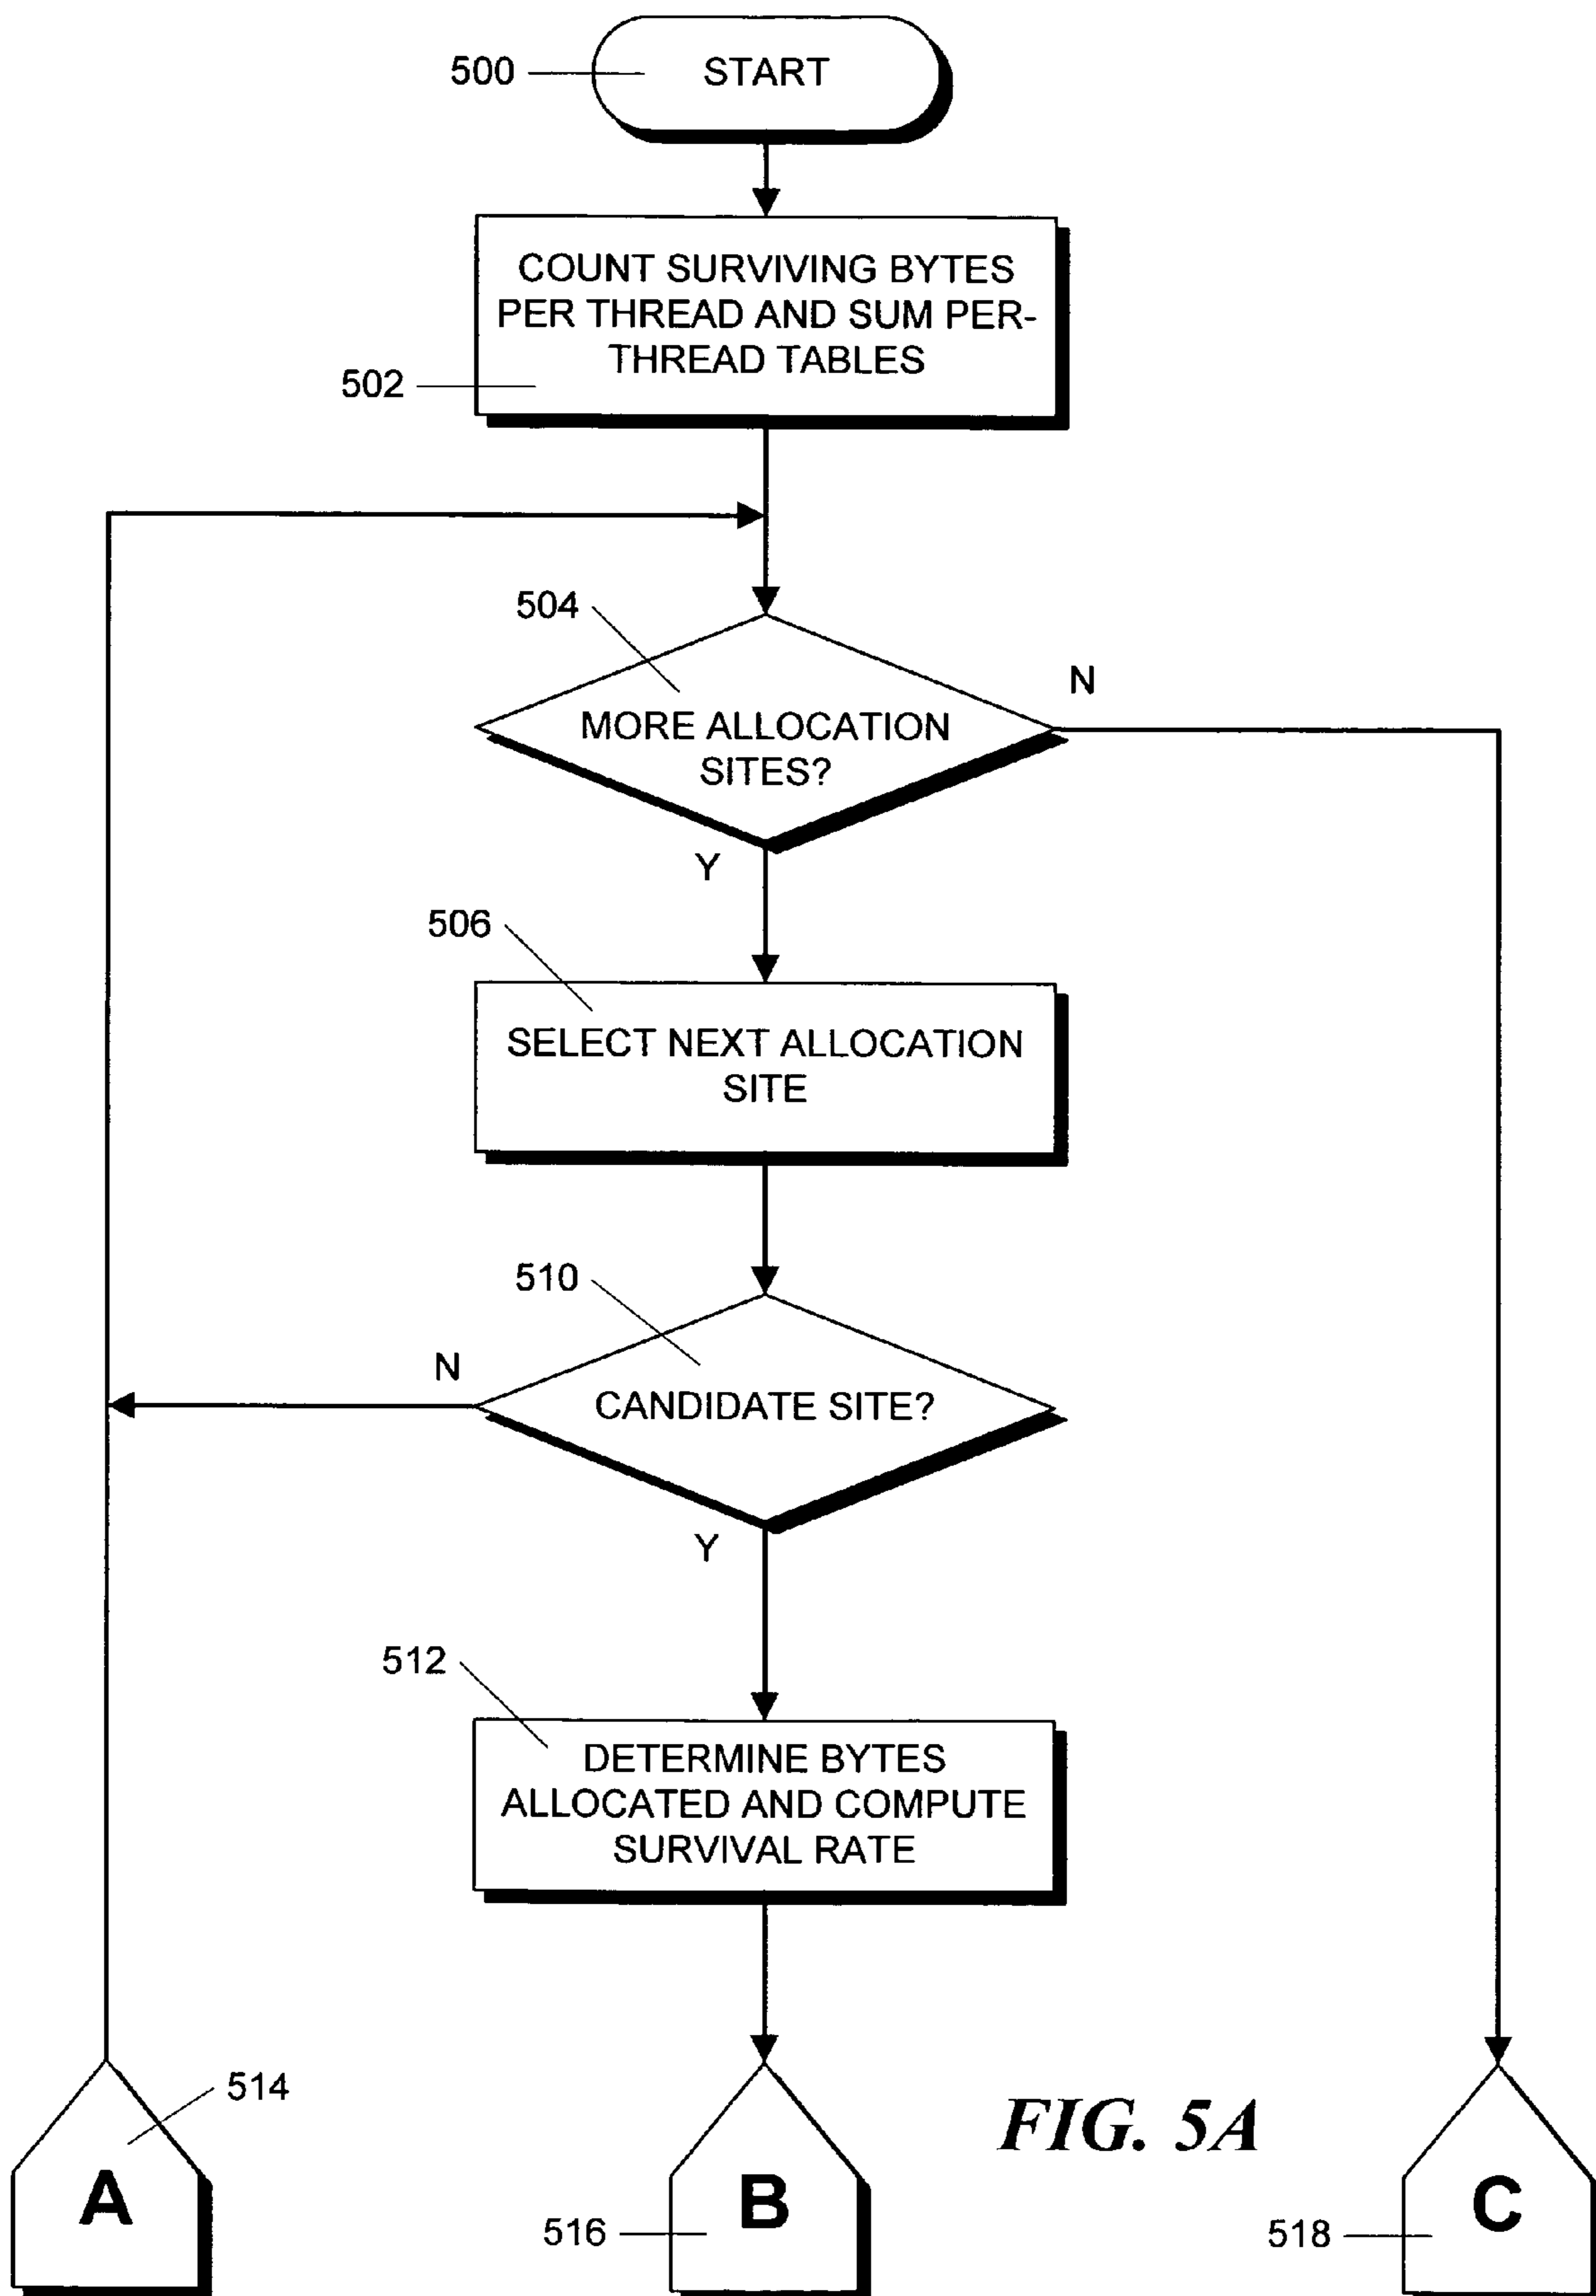 500
START
COUNT SURVIVING BYTES
PER THREAD AND SUM PER-
THREAD TABLES
502
504
N
MORE ALLOCATION
SITES?
Y
506
SELECT NEXT ALLOCATION
SITE
510
N
CANDIDATE SITE?
Y
512
DETERMINE BYTES
ALLOCATED AND COMPUTE
SURVIVAL RATE
514
A
516
B
FIG. 5A
518
C